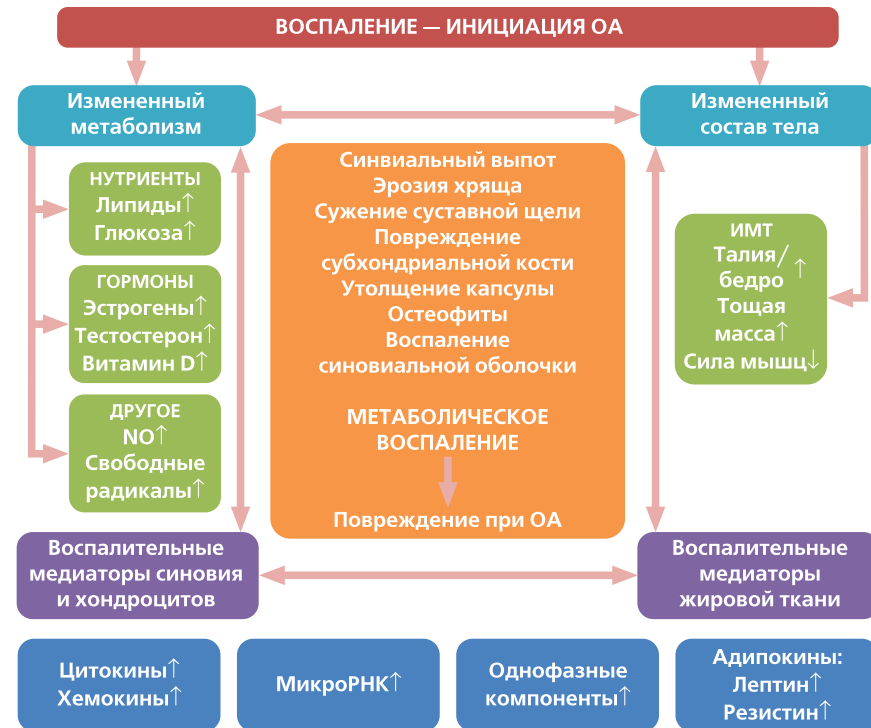 ВОСПАЛЕНИЕ — ИНИЦИАЦИЯ ОА
Измененный
метаболизм
Измененный
состав тела
НУТРИЕНТЫ
Липиды↑
Глюкоза↑
ГОРМОНЫ
Эстрогены↑
Тестостерон↑
Витамин D↑
ДРУГОЕ
NO↑
Свободные
радикалы↑
Синвиальный выпот
Эрозия хряща
Сужение суставной щели
Повреждение
субхондриальной кости
Утолщение капсулы
Остеофиты
Воспаление
синовиальной оболочки
МЕТАБОЛИЧЕСКОЕ
ВОСПАЛЕНИЕ
Повреждение при ОА
ИМТ
Талия/
бедро ↑
Тощая
масса↑
Сила мышц↓
Воспалительные
медиаторы синовия
и хондроцитов
Воспалительные
медиаторы
жировой ткани
Цитокины↑
Хемокины↑
МикроРНК↑
Однофазные
компоненты↑
Адипокины:
Лептин↑
Резистин↑